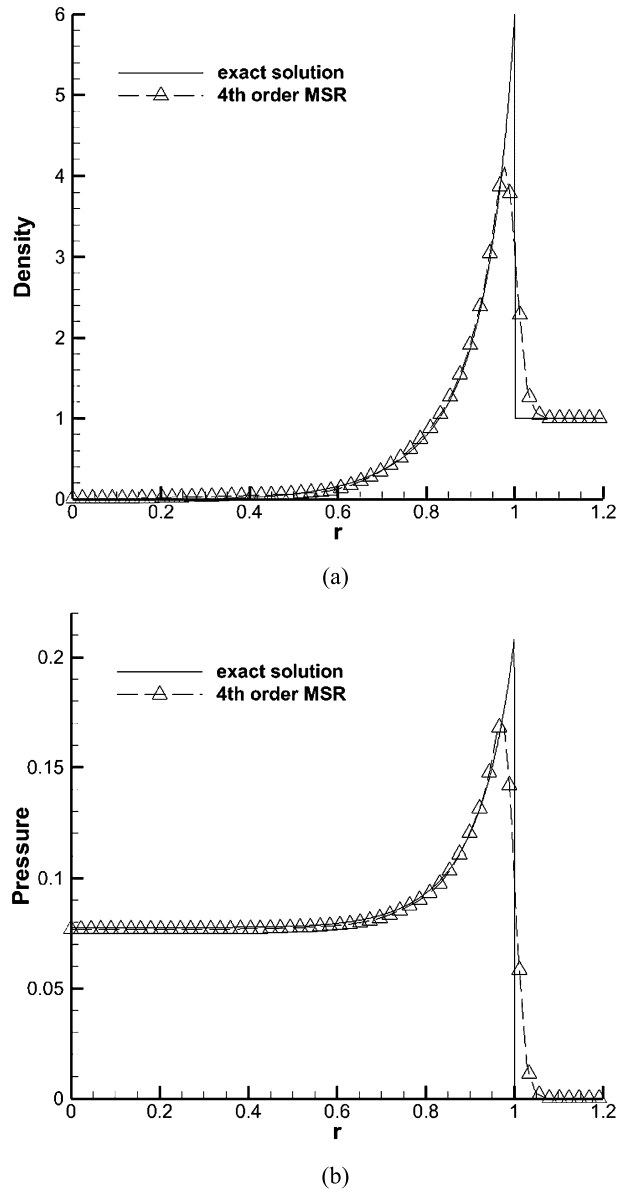 6
5
4
3
2
1
0
Density
exact solution
4th order MSR
0 0.2 0.4 0.6 0.8 1 1.2
r
(a)
0.2
0.15
0.1
0.05
0
Pressure
exact solution
4th order MSR
0 0.2 0.4 0.6 0.8 1 1.2
r
(b)